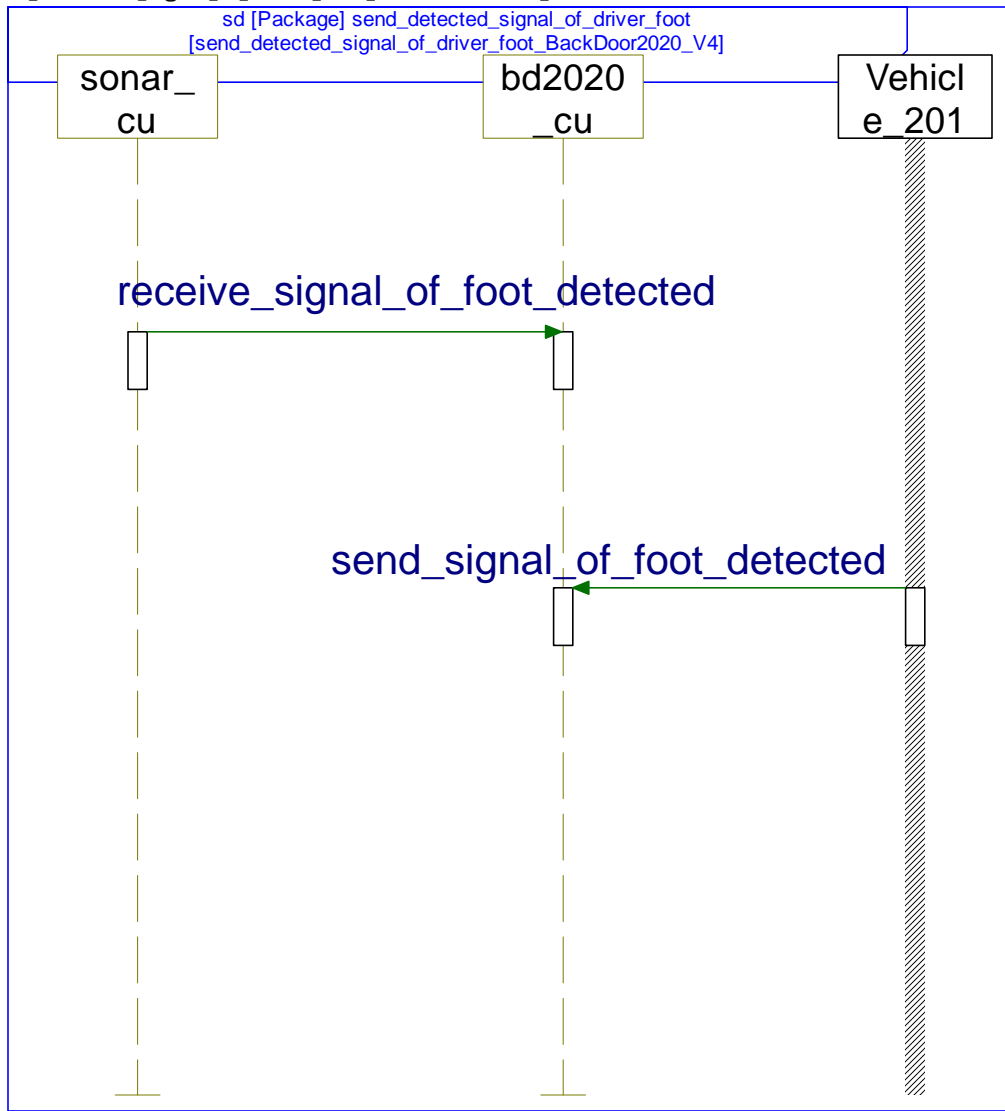 sd [Package] send_detected_signal_of_driver_foot
[send_detected_signal_of_driver_foot_BackDoor2020_V4]
sonar_
cu
bd2020
_cu
Vehicl
e_201
receive_signal_of_foot_detected
send_signal_of_foot_detected